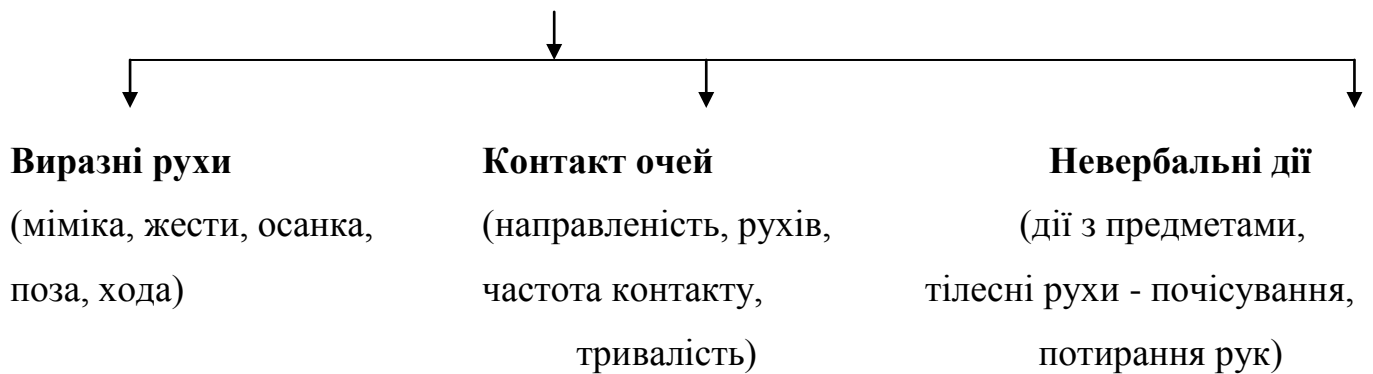 Виразні рухи
(міміка, жести, осанка,
поза, хода)
Контакт очей
(направленість, рухів,
частота контакту,
тривалість)
Невербальні дії
(дії з предметами,
тілесні рухи - почісування,
потирання рук)